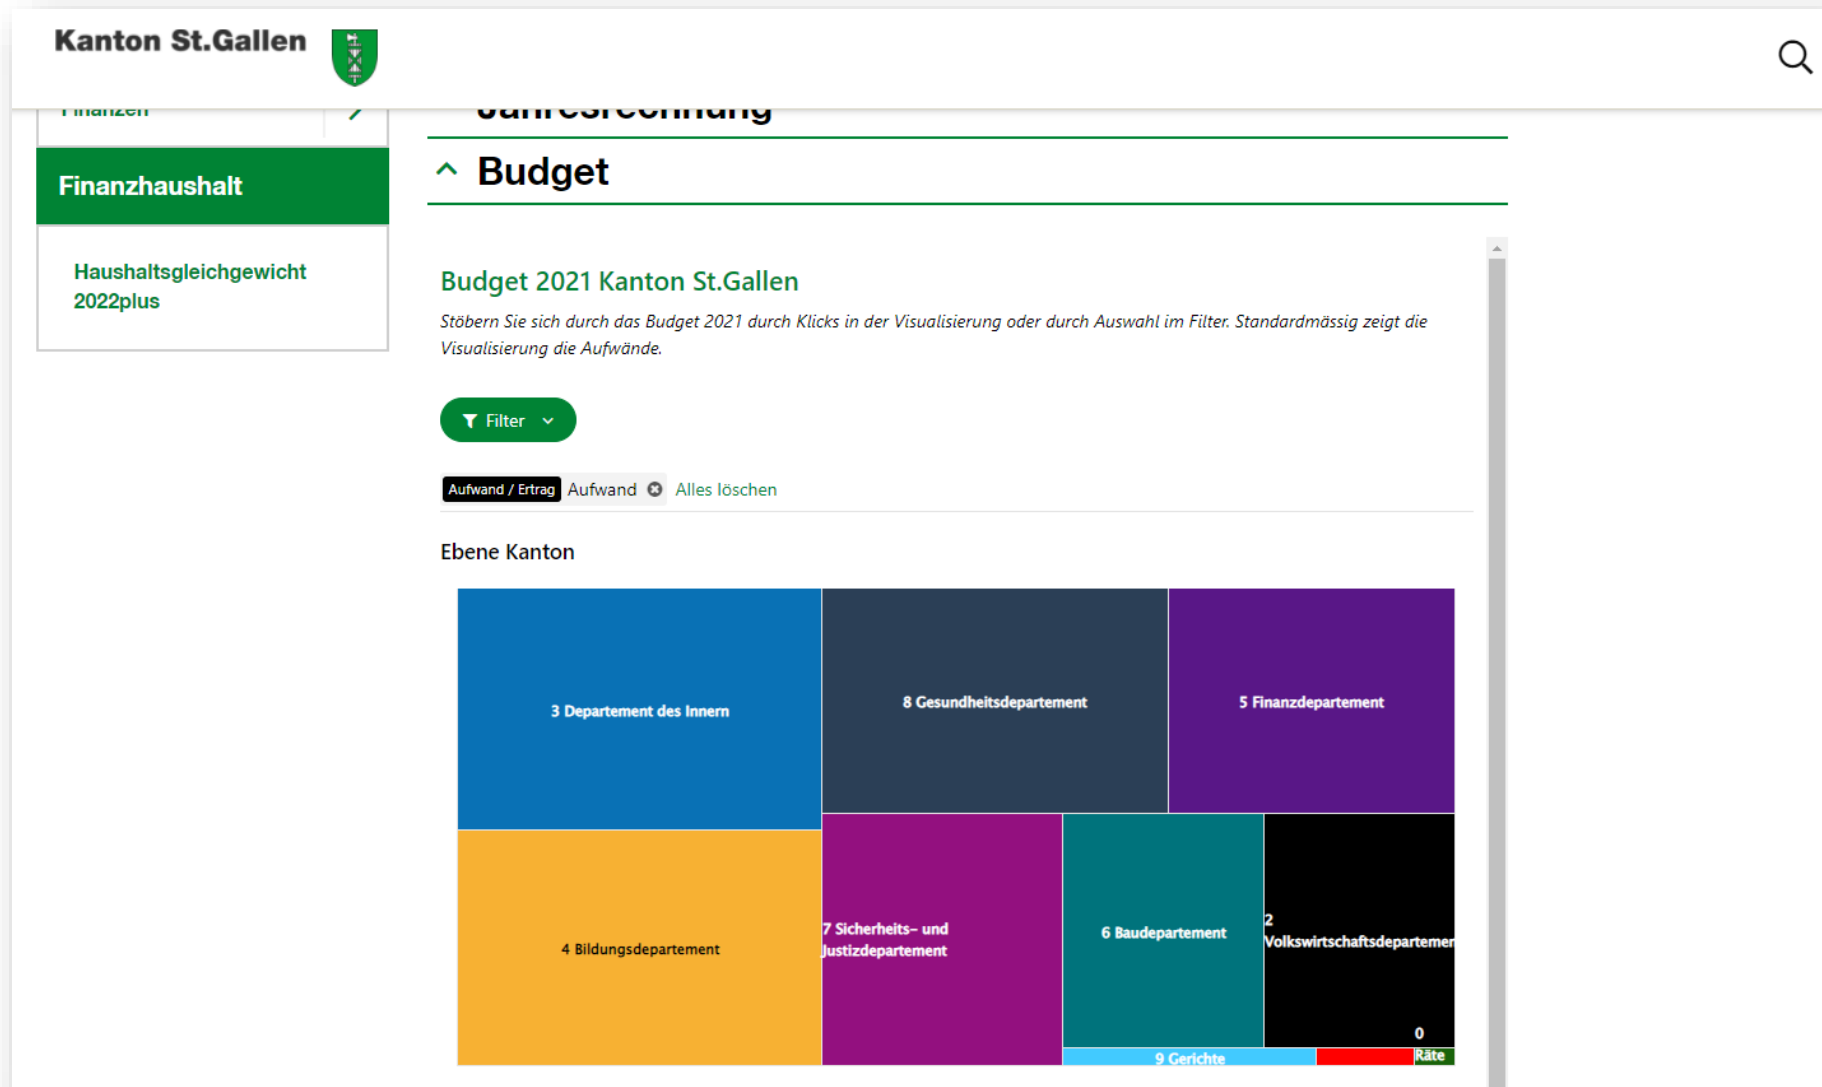 Kanton St.Gallen
Finanzen
Jahresrechnung
Budget
Finanzhaushalt
Haushaltsgleichgewicht
2022plus
Budget 2021 Kanton St.Gallen
Stöbern Sie sich durch das Budget 2021 durch Klicks in der Visualisierung oder durch Auswahl im Filter. Standardmässig zeigt die
Visualisierung die Aufwände.
Filter
Aufwand / Ertrag Aufwand Alles löschen
Ebene Kanton
3 Departement des Innern
8 Gesundheitsdepartement
5 Finanzdepartement
4 Bildungsdepartement
7 Sicherheits– und
Justizdepartement
6 Baudepartement
2
Volkswirtschaftsdepartemen
0
Räte
9 Gerichte